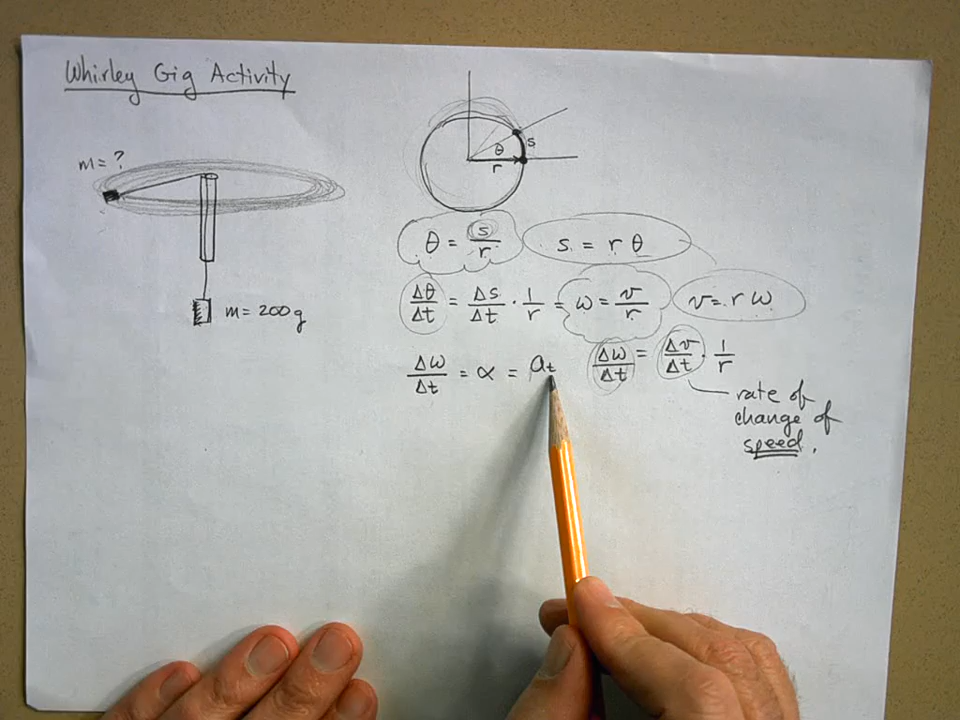 Whirley Gig Activity
m = ?
m = 200g
θ
s
r
θ = s/r
s = r θ
Δθ/Δt = Δs/Δt · 1/r = ω = v/r
v = r ω
Δω/Δt = α = at
Δω/Δt = Δv/Δt · 1/r
rate of
change of
speed.